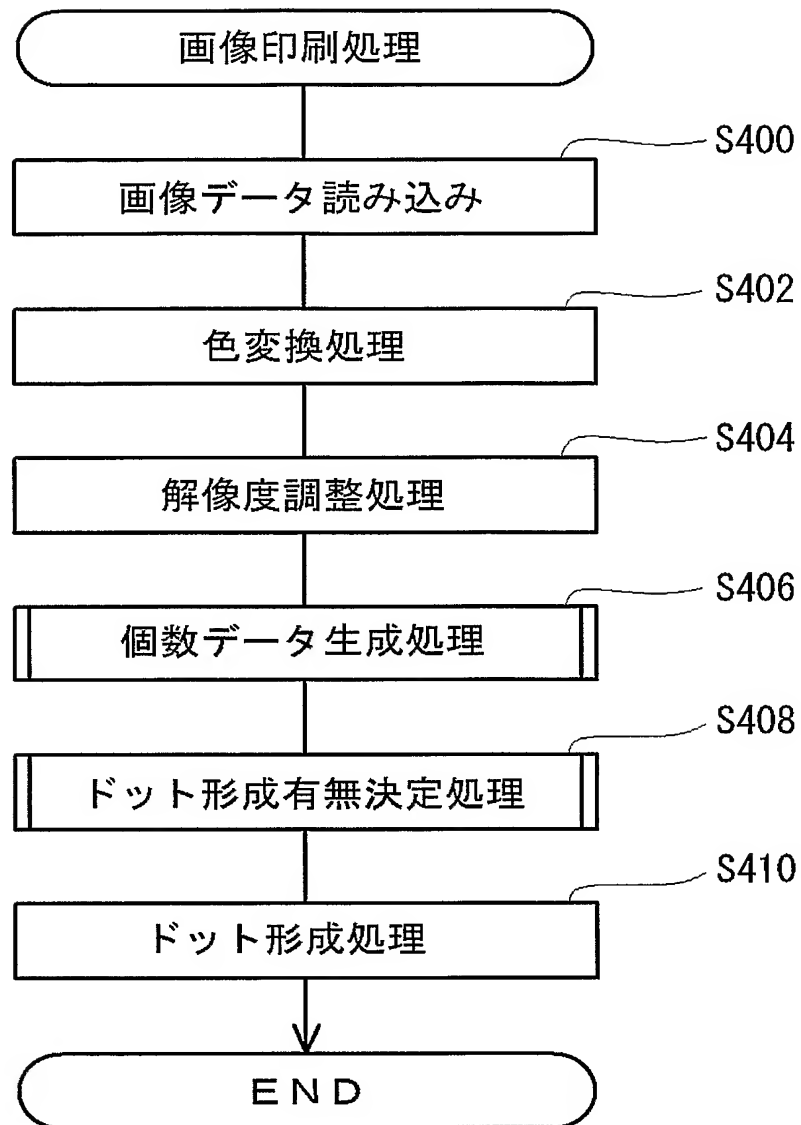 画像印刷処理
S400
画像データ読み込み
S402
色変換処理
S404
解像度調整処理
S406
個数データ生成処理
S408
ドット形成有無決定処理
S410
ドット形成処理
END